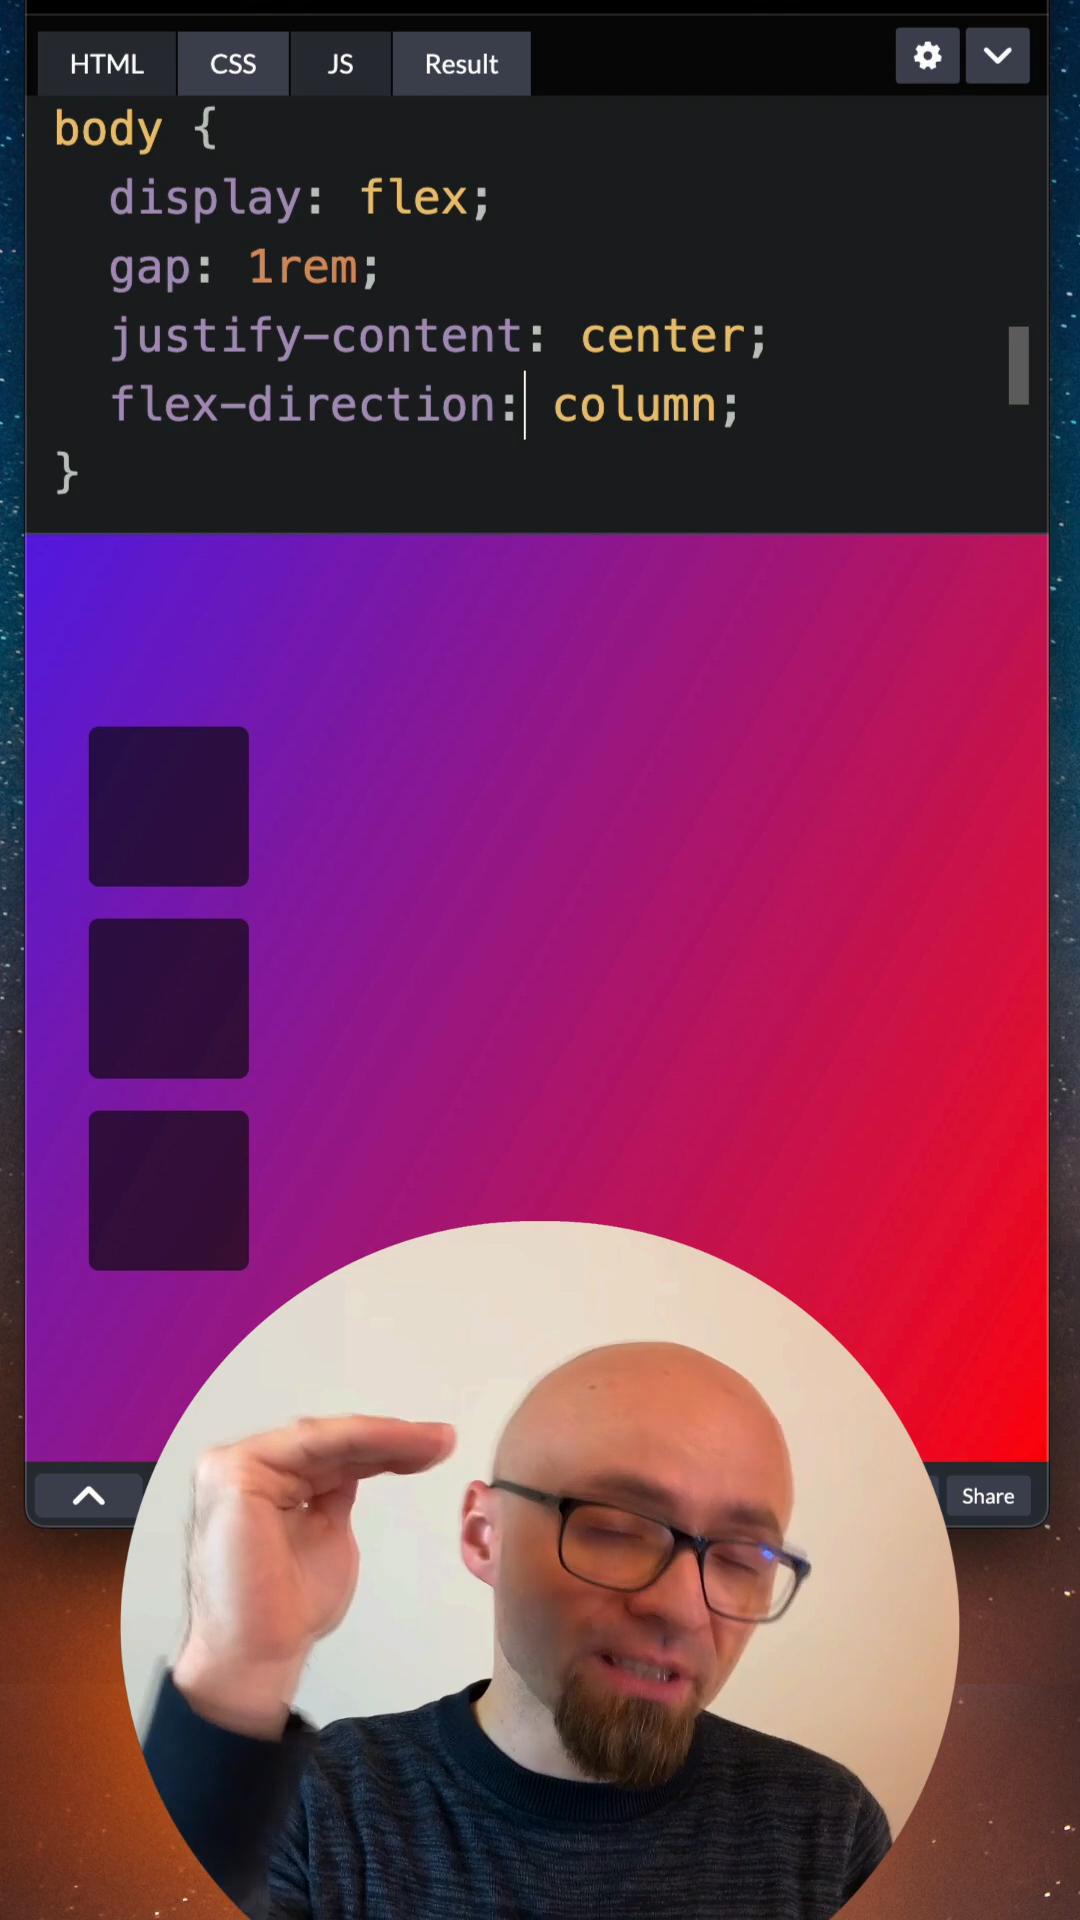 HTML CSS JS Result
body {
display: flex;
gap: 1rem;
justify-content: center;
flex-direction: column;
}
Share